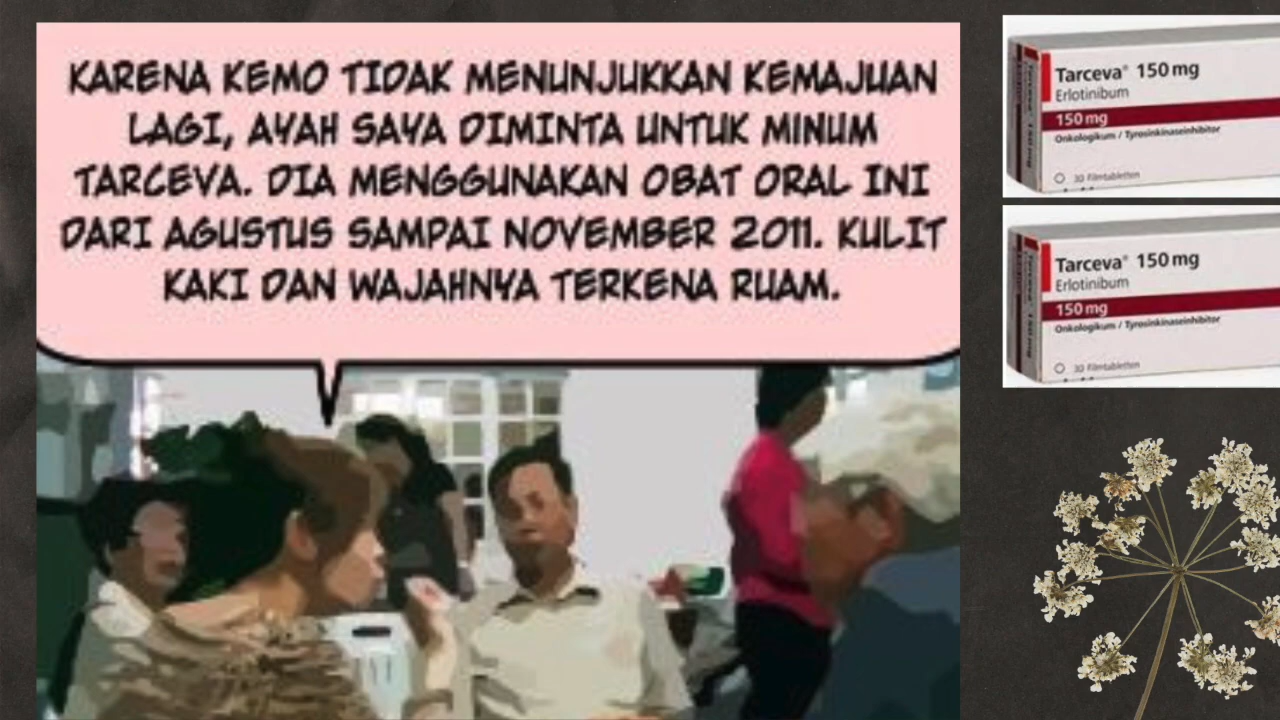 KARENA KEMO TIDAK MENUNJUKKAN KEMAJUAN
LAGI, AYAH SAYA DIMINTA UNTUK MINUM
TARCEVA. DIA MENGGUNAKAN OBAT ORAL INI
DARI AGUSTUS SAMPAI NOVEMBER 2011. KULIT
KAKI DAN WAJAHNYA TERKENA RUAM.
Tarceva® 150 mg
Erlotinibum
150 mg
Onkologikum / Tyrosinkinaseinhibitor
30 Filmtabletten
Tarceva® 150 mg
Erlotinibum
150 mg
Onkologikum / Tyrosinkinaseinhibitor
30 Filmtabletten